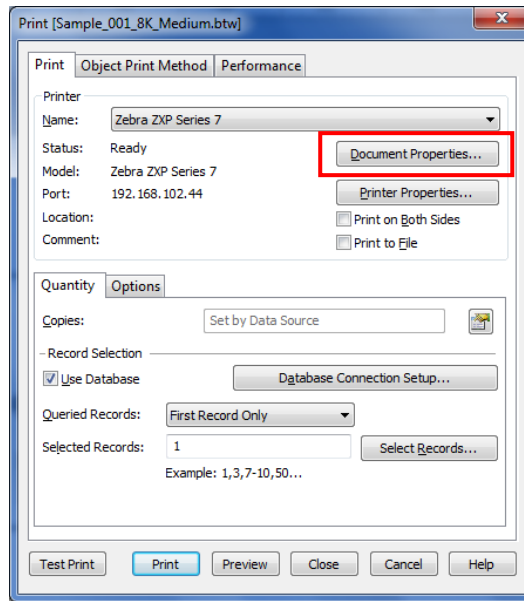 Print [Sample_001_8K_Medium.btw]
Print Object Print Method Performance
Printer
Name: Zebra ZXP Series 7
Status: Ready Document Properties...
Model: Zebra ZXP Series 7
Port: 192.168.102.44 Printer Properties...
Location: Print on Both Sides
Comment: Print to File
Quantity Options
Copies: Set by Data Source
Record Selection
Use Database Database Connection Setup...
Queried Records: First Record Only
Selected Records: 1 Select Records...
Example: 1,3,7-10,50...
Test Print Print Preview Close Cancel Help